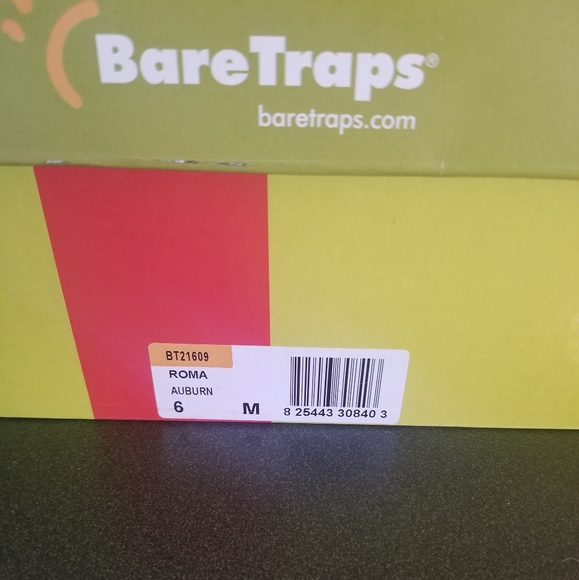 BareTraps®
baretraps.com
BT21609
ROMA
AUBURN
6 M
8 25443 30840 3